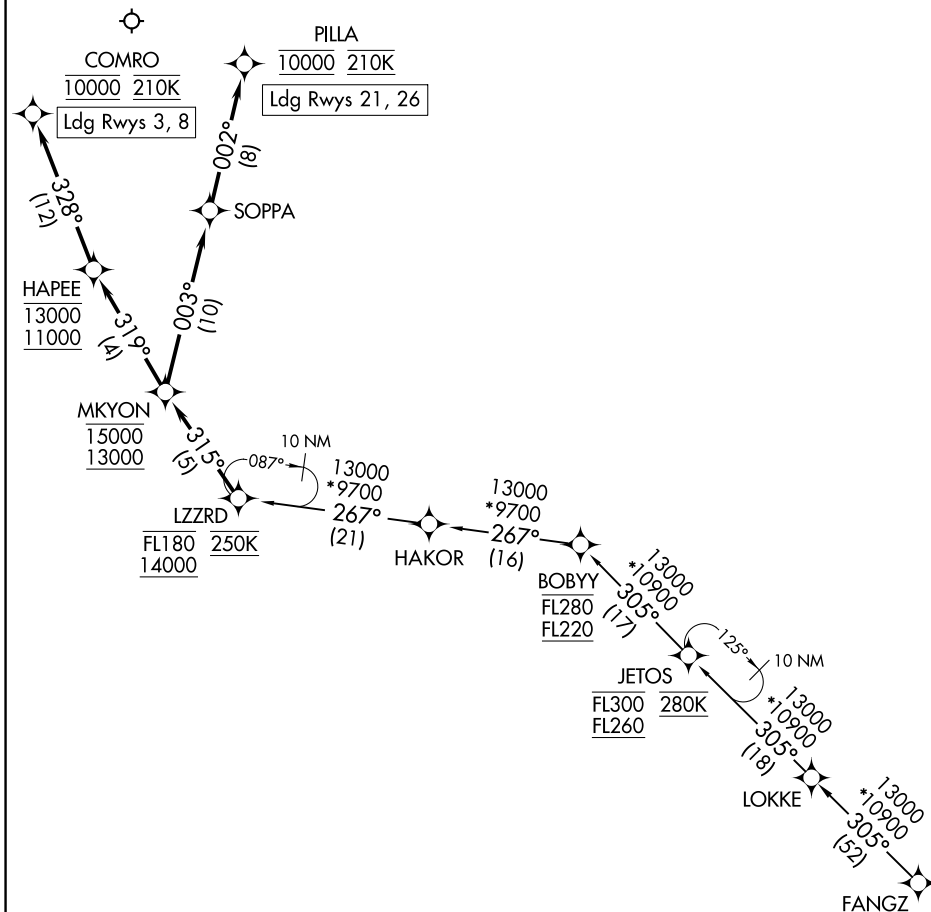 PILLA
10000 210K
Ldg Rwys 21, 26
COMRO
10000 210K
Ldg Rwys 3, 8
002°
(8)
328°
(12)
SOPPA
HAPEE
13000
11000
003°
(10)
319°
(4)
MKYON
15000
13000
315°
(5)
10 NM
087°
LZZRD
FL180 250K
14000
13000
*9700
267°
(21)
HAKOR
13000
*9700
267°
(16)
BOBYY
FL280
FL220
13000
*10900
305°
(17)
125°
10 NM
JETOS
FL300 280K
FL260
13000
*10900
305°
(18)
LOKKE
13000
*10900
305°
(52)
FANGZ